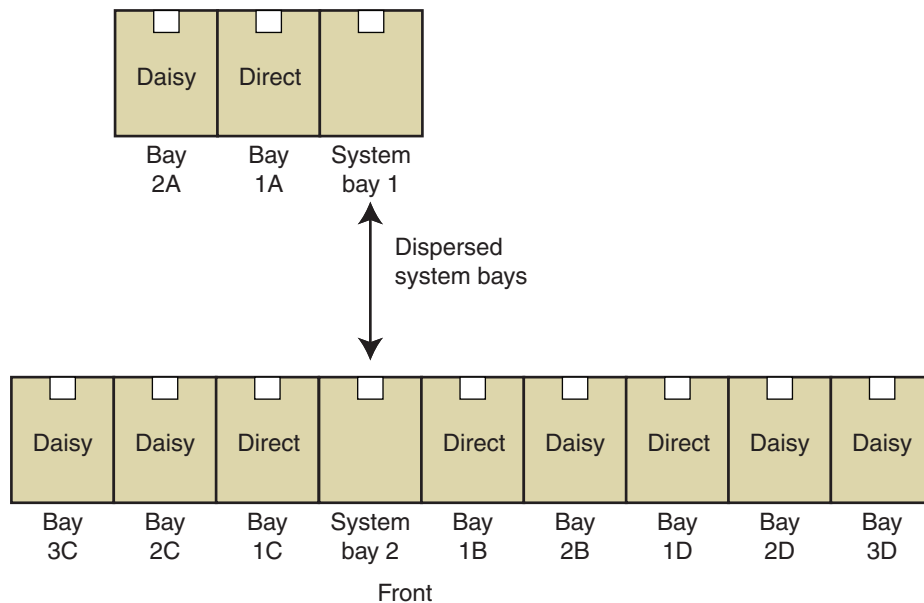 Daisy Direct
Bay 2A
Bay 1A
System bay 1
Dispersed
system bays
Daisy Daisy Direct Direct Daisy Direct Daisy Daisy
Bay 3C
Bay 2C
Bay 1C
System bay 2
Bay 1B
Bay 2B
Bay 1D
Bay 2D
Bay 3D
Front